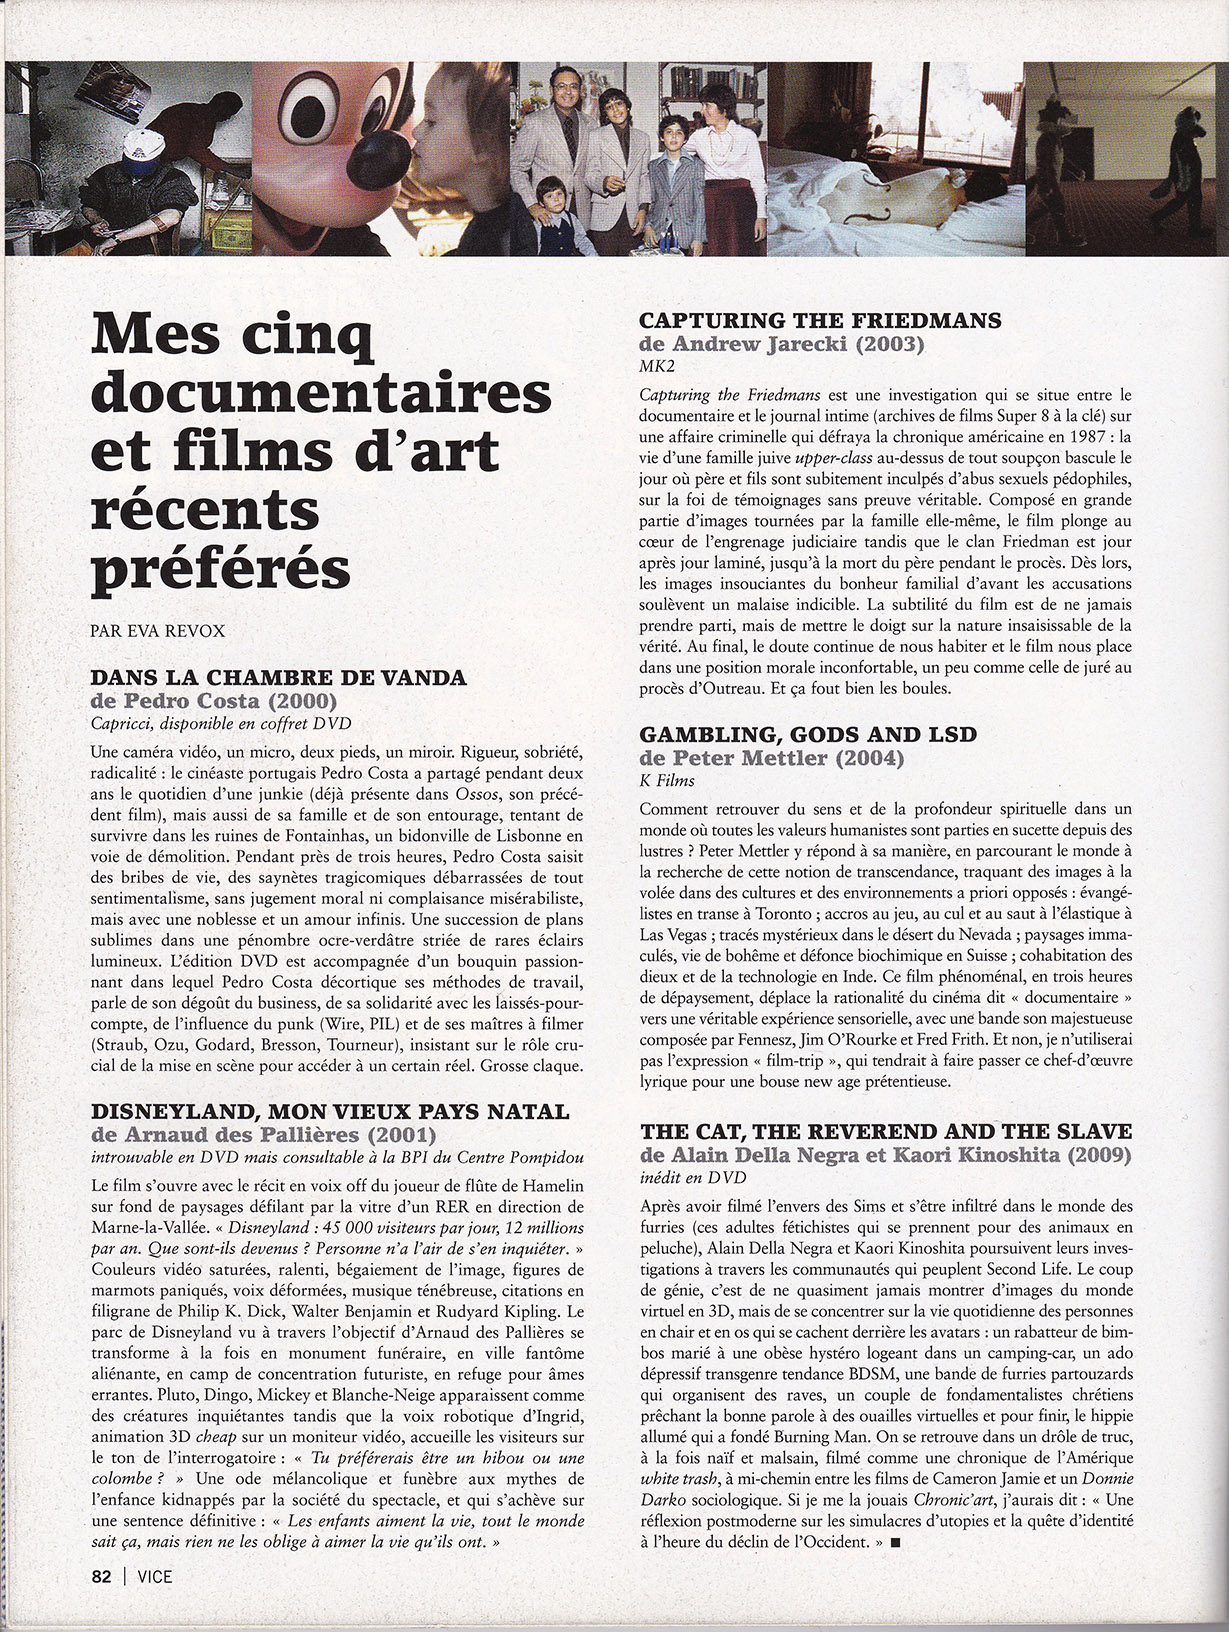 Mes cinq
documentaires
et films d'art
récents
préférés
PAR EVA REVOX
DANS LA CHAMBRE DE VANDA
de Pedro Costa (2000)
Capricci, disponible en coffret DVD
Une caméra vidéo, un micro, deux pieds, un miroir. Rigueur, sobriété,
radicalité : le cinéaste portugais Pedro Costa a partagé pendant deux
ans le quotidien d'une junkie (déjà présente dans Ossos, son précé-
dent film), mais aussi de sa famille et de son entourage, tentant de
survivre dans les ruines de Fontainhas, un bidonville de Lisbonne en
voie de démolition. Pendant près de trois heures, Pedro Costa saisit
des bribes de vie, des saynètes tragicomiques débarrassées de tout
sentimentalisme, sans jugement moral ni complaisance misérabiliste,
mais avec une noblesse et un amour infinis. Une succession de plans
sublimes dans une pénombre ocre-verdâtre striée de rares éclairs
lumineux. L'édition DVD est accompagnée d'un bouquin passion-
nant dans lequel Pedro Costa décortique ses méthodes de travail,
parle de son dégoût du business, de sa solidarité avec les laissés-pour-
compte, de l'influence du punk (Wire, PIL) et de ses maîtres à filmer
(Straub, Ozu, Godard, Bresson, Tourneur), insistant sur le rôle cru-
cial de la mise en scène pour accéder à un certain réel. Grosse claque.
DISNEYLAND, MON VIEUX PAYS NATAL
de Arnaud des Pallières (2001)
introuvable en DVD mais consultable à la BPI du Centre Pompidou
Le film s'ouvre avec le récit en voix off du joueur de flûte de Hamelin
sur fond de paysages défilant par la vitre d'un RER en direction de
Marne-la-Vallée. « Disneyland : 45 000 visiteurs par jour, 12 millions
par an. Que sont-ils devenus ? Personne n'a l'air de s'en inquiéter. »
Couleurs vidéo saturées, ralenti, bégaiement de l'image, figures de
marmots paniqués, voix déformées, musique ténébreuse, citations en
filigrane de Philip K. Dick, Walter Benjamin et Rudyard Kipling. Le
parc de Disneyland vu à travers l'objectif d'Arnaud des Pallières se
transforme à la fois en monument funéraire, en ville fantôme
aliénante, en camp de concentration futuriste, en refuge pour âmes
errantes. Pluto, Dingo, Mickey et Blanche-Neige apparaissent comme
des créatures inquiétantes tandis que la voix robotique d'Ingrid,
animation 3D cheap sur un moniteur vidéo, accueille les visiteurs sur
le ton de l'interrogatoire : « Tu préférerais être un hibou ou une
colombe ? » Une ode mélancolique et funèbre aux mythes de
l'enfance kidnappés par la société du spectacle, et qui s'achève sur
une sentence définitive : « Les enfants aiment la vie, tout le monde
sait ça, mais rien ne les oblige à aimer la vie qu'ils ont. »
CAPTURING THE FRIEDMANS
de Andrew Jarecki (2003)
MK2
Capturing the Friedmans est une investigation qui se situe entre le
documentaire et le journal intime (archives de films Super 8 à la clé) sur
une affaire criminelle qui défraya la chronique américaine en 1987 : la
vie d'une famille juive upper-class au-dessus de tout soupçon bascule le
jour où père et fils sont subitement inculpés d'abus sexuels pédophiles,
sur la foi de témoignages sans preuve véritable. Composé en grande
partie d'images tournées par la famille elle-même, le film plonge au
cœur de l'engrenage judiciaire tandis que le clan Friedman est jour
après jour laminé, jusqu'à la mort du père pendant le procès. Dès lors,
les images insouciantes du bonheur familial d'avant les accusations
soulèvent un malaise indicible. La subtilité du film est de ne jamais
prendre parti, mais de mettre le doigt sur la nature insaisissable de la
vérité. Au final, le doute continue de nous habiter et le film nous place
dans une position morale inconfortable, un peu comme celle de juré au
procès d'Outreau. Et ça fout bien les boules.
GAMBLING, GODS AND LSD
de Peter Mettler (2004)
K Films
Comment retrouver du sens et de la profondeur spirituelle dans un
monde où toutes les valeurs humanistes sont parties en sucette depuis des
lustres ? Peter Mettler y répond à sa manière, en parcourant le monde à
la recherche de cette notion de transcendance, traquant des images à la
volée dans des cultures et des environnements a priori opposés : évangé-
listes en transe à Toronto ; accros au jeu, au cul et au saut à l'élastique à
Las Vegas ; tracés mystérieux dans le désert du Nevada ; paysages imma-
culés, vie de bohême et défonce biochimique en Suisse ; cohabitation des
dieux et de la technologie en Inde. Ce film phénoménal, en trois heures
de dépaysement, déplace la rationalité du cinéma dit « documentaire »
vers une véritable expérience sensorielle, avec une bande son majestueuse
composée par Fennesz, Jim O'Rourke et Fred Frith. Et non, je n'utiliserai
pas l'expression « film-trip », qui tendrait à faire passer ce chef-d'œuvre
lyrique pour une bouse new age prétentieuse.
THE CAT, THE REVEREND AND THE SLAVE
de Alain Della Negra et Kaori Kinoshita (2009)
inédit en DVD
Après avoir filmé l'envers des Sims et s'être infiltré dans le monde des
furries (ces adultes fétichistes qui se prennent pour des animaux en
peluche), Alain Della Negra et Kaori Kinoshita poursuivent leurs inves-
tigations à travers les communautés qui peuplent Second Life. Le coup
de génie, c'est de ne quasiment jamais montrer d'images du monde
virtuel en 3D, mais de se concentrer sur la vie quotidienne des personnes
en chair et en os qui se cachent derrière les avatars : un rabatteur de bim-
bos marié à une obèse hystéro logeant dans un camping-car, un ado
dépressif transgenre tendance BDSM, une bande de furries partouzards
qui organisent des raves, un couple de fondamentalistes chrétiens
prêchant la bonne parole à des ouailles virtuelles et pour finir, le hippie
allumé qui a fondé Burning Man. On se retrouve dans un drôle de truc,
à la fois naïf et malsain, filmé comme une chronique de l'Amérique
white trash, à mi-chemin entre les films de Cameron Jamie et un Donnie
Darko sociologique. Si je me la jouais Chronic'art, j'aurais dit : « Une
réflexion postmoderne sur les simulacres d'utopies et la quête d'identité
à l'heure du déclin de l'Occident. » ■
82 | VICE